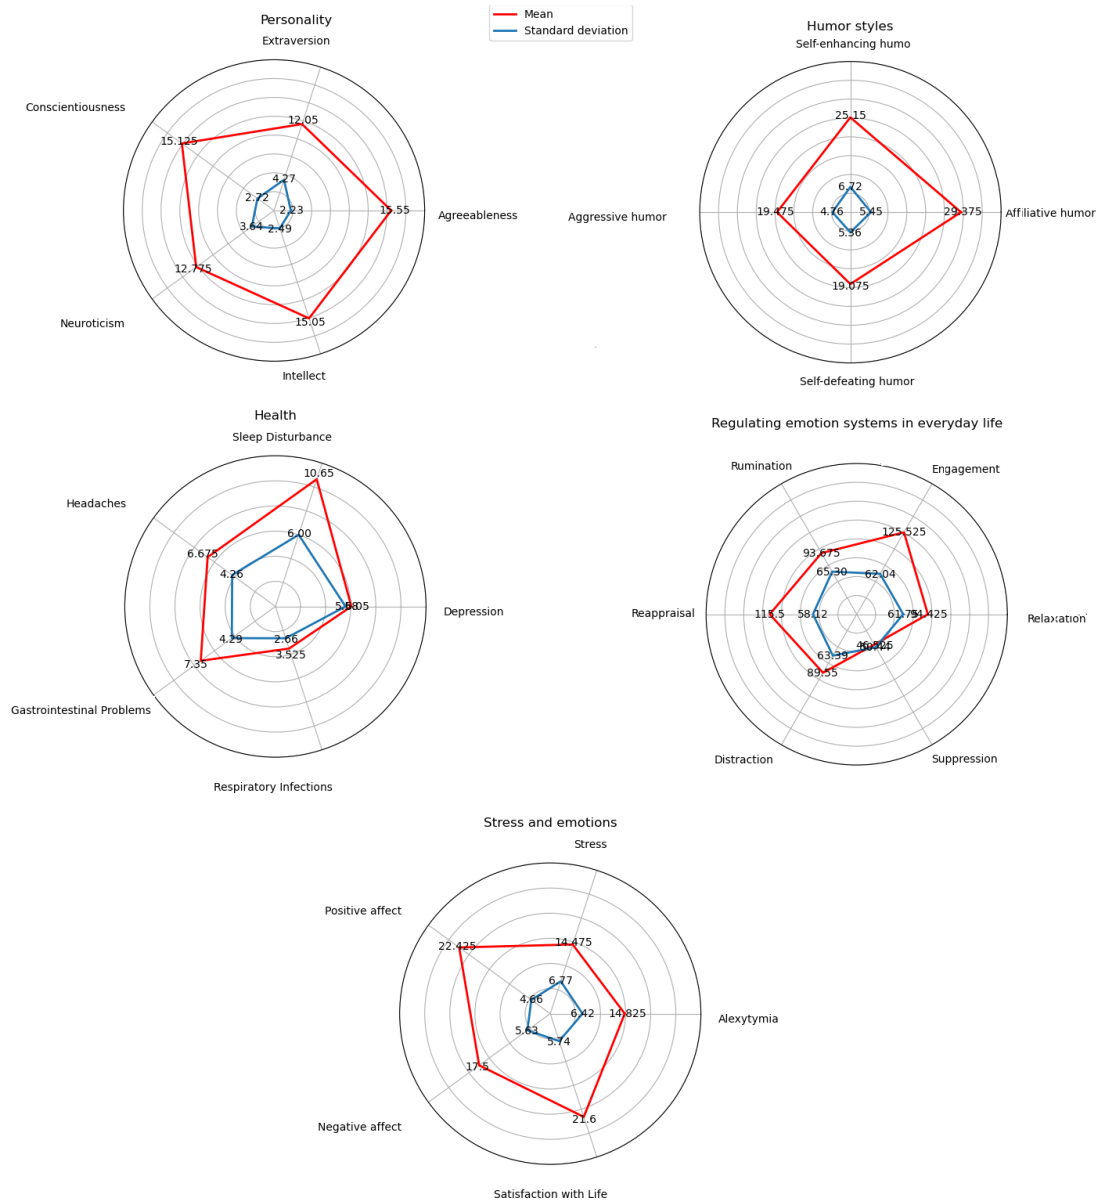 Mean
Standard deviation
Personality
Extraversion
Conscientiousness
12.05
15.125
4.27
2.72
2.23
15.55
Agreeableness
3.64
2.49
12.775
Neuroticism
15.05
Intellect
Humor styles
Self-enhancing humo
25.15
6.72
Aggressive humor
19.475
4.76
5.45
29.375
Affiliative humor
5.36
19.075
Self-defeating humor
Health
Sleep Disturbance
10.65
Headaches
6.00
6.675
4.26
Depression
4.29
2.66
3.525
7.35
Gastrointestinal Problems
Respiratory Infections
Regulating emotion systems in everyday life
Rumination
Engagement
125.525
93.675
65.30
62.04
Reappraisal
115.5
58.12
61.75
94.425
Relaxation
46.525
63.39
89.55
Distraction
Suppression
Stress and emotions
Stress
Positive affect
22.425
14.475
6.77
4.66
6.42
14.825
Alexytymia
5.63
5.74
17.5
21.6
Negative affect
Satisfaction with Life